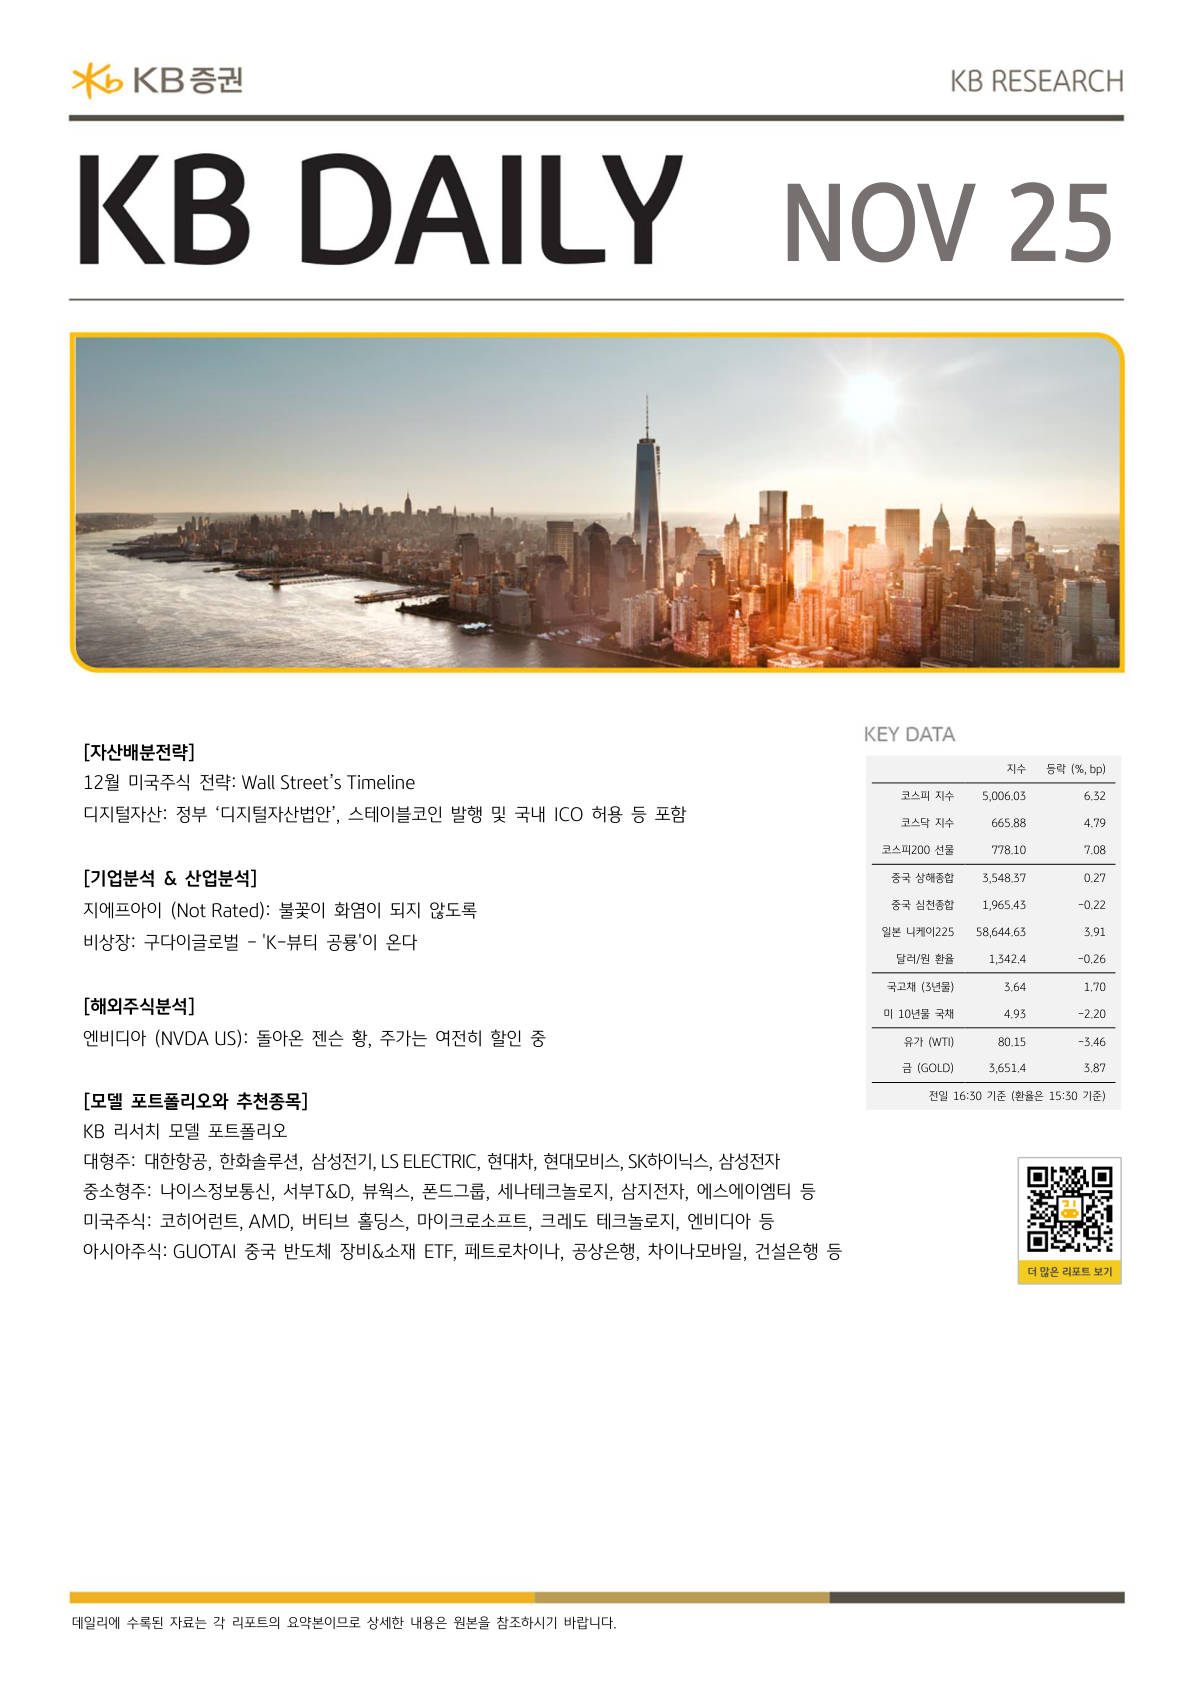 KB증권
KB RESEARCH
KB DAILY NOV 25
[자산배분전략]
12월 미국주식 전략: Wall Street’s Timeline
디지털자산: 정부 ‘디지털자산법안’, 스테이블코인 발행 및 국내 ICO 허용 등 포함
[기업분석 & 산업분석]
지에프아이 (Not Rated): 불꽃이 화염이 되지 않도록
비상장: 구다이글로벌 - 'K-뷰티 공룡'이 온다
[해외주식분석]
엔비디아 (NVDA US): 돌아온 젠슨 황, 주가는 여전히 할인 중
[모델 포트폴리오와 추천종목]
KB 리서치 모델 포트폴리오
대형주: 대한항공, 한화솔루션, 삼성전기, LS ELECTRIC, 현대차, 현대모비스, SK하이닉스, 삼성전자
중소형주: 나이스정보통신, 서부T&D, 뷰웍스, 폰드그룹, 세나테크놀로지, 삼지전자, 에스에이엠티 등
미국주식: 코히어런트, AMD, 버티브 홀딩스, 마이크로소프트, 크레도 테크놀로지, 엔비디아 등
아시아주식: GUOTAI 중국 반도체 장비&소재 ETF, 페트로차이나, 공상은행, 차이나모바일, 건설은행 등
KEY DATA
지수 등락 (%, bp)
코스피 지수 5,006.03 6.32
코스닥 지수 665.88 4.79
코스피200 선물 778.10 7.08
중국 상해종합 3,548.37 0.27
중국 심천종합 1,965.43 -0.22
일본 니케이225 58,644.63 3.91
달러/원 환율 1,342.4 -0.26
국고채 (3년물) 3.64 1.70
미 10년물 국채 4.93 -2.20
유가 (WTI) 80.15 -3.46
금 (GOLD) 3,651.4 3.87
전일 16:30 기준 (환율은 15:30 기준)
더 많은 리포트 보기
데일리에 수록된 자료는 각 리포트의 요약본이므로 상세한 내용은 원본을 참조하시기 바랍니다.